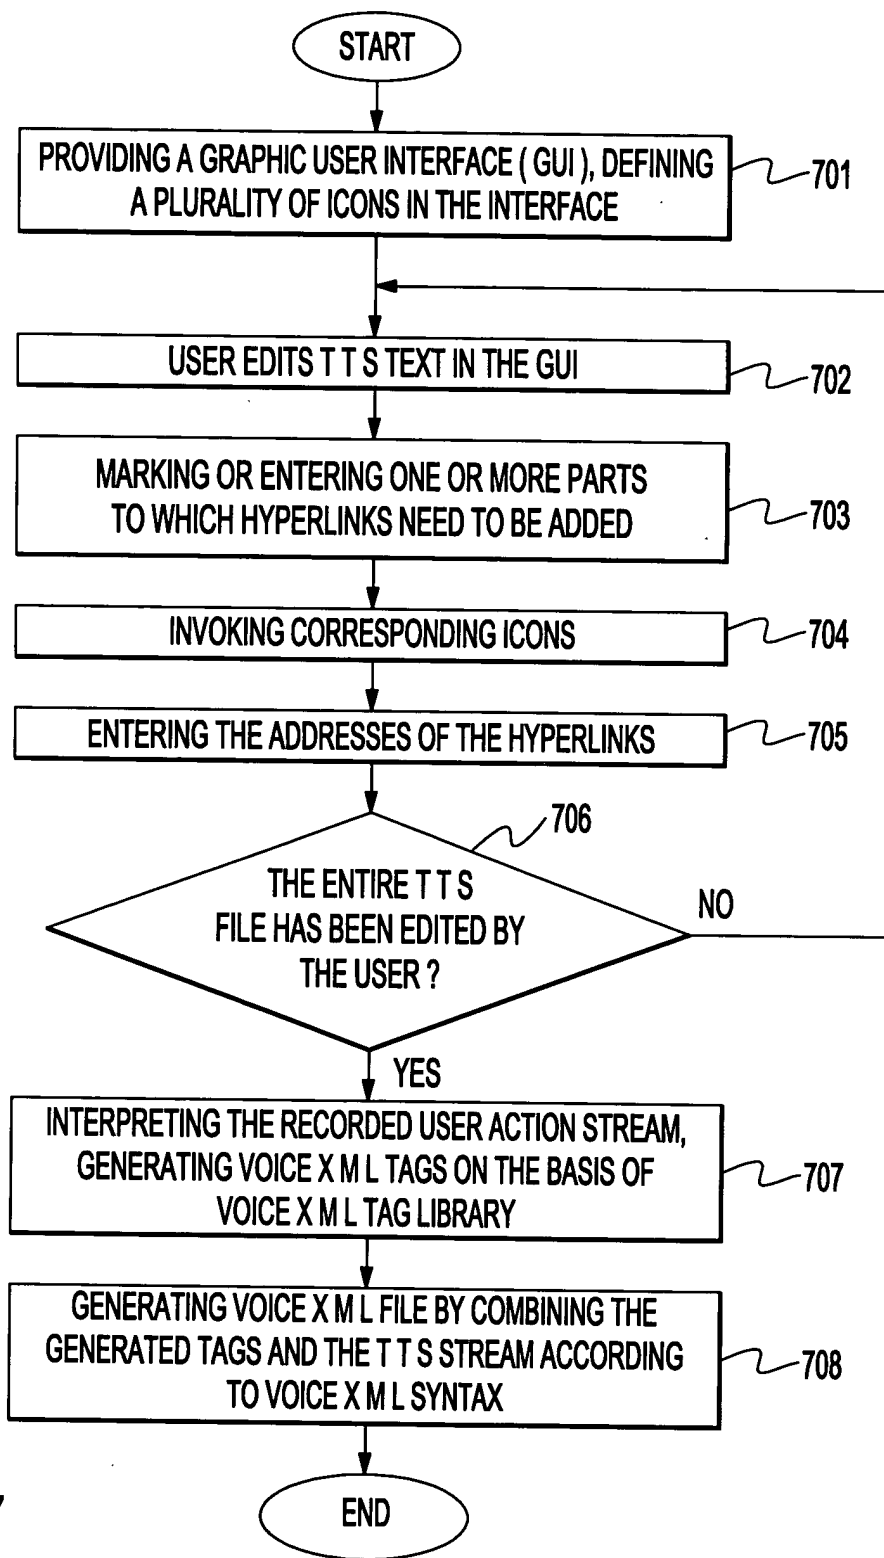 START
PROVIDING A GRAPHIC USER INTERFACE ( GUI ), DEFINING
A PLURALITY OF ICONS IN THE INTERFACE
701
USER EDITS T T S TEXT IN THE GUI
702
MARKING OR ENTERING ONE OR MORE PARTS
TO WHICH HYPERLINKS NEED TO BE ADDED
703
INVOKING CORRESPONDING ICONS
704
ENTERING THE ADDRESSES OF THE HYPERLINKS
705
706
THE ENTIRE T T S
FILE HAS BEEN EDITED BY
THE USER ?
NO
YES
INTERPRETING THE RECORDED USER ACTION STREAM,
GENERATING VOICE X M L TAGS ON THE BASIS OF
VOICE X M L TAG LIBRARY
707
GENERATING VOICE X M L FILE BY COMBINING THE
GENERATED TAGS AND THE T T S STREAM ACCORDING
TO VOICE X M L SYNTAX
708
END